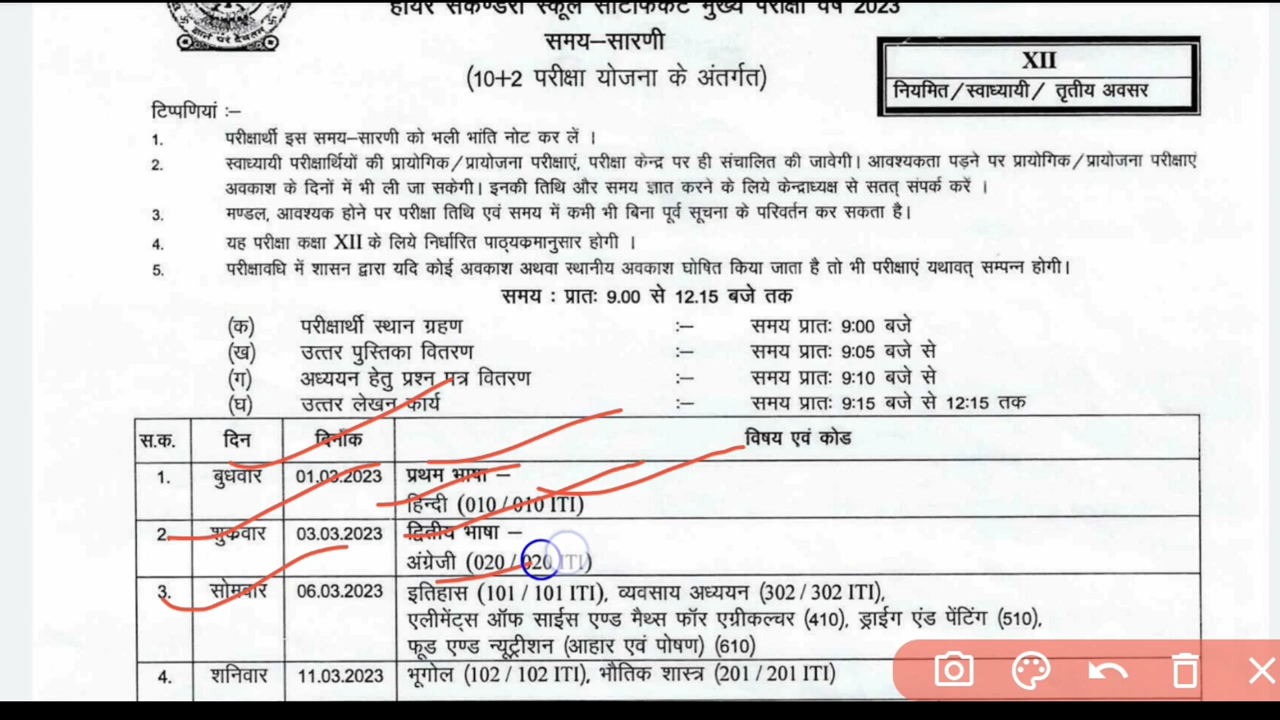 हायर सेकेण्डरी स्कूल सर्टिफिकेट मुख्य परीक्षा वर्ष 2023
समय–सारणी
(10+2 परीक्षा योजना के अंतर्गत)
XII
नियमित/स्वाध्यायी/ तृतीय अवसर
टिप्पणियां :–
1. परीक्षार्थी इस समय–सारणी को भली भांति नोट कर लें ।
2. स्वाध्यायी परीक्षार्थियों की प्रायोगिक/प्रायोजना परीक्षाएं, परीक्षा केन्द्र पर ही संचालित की जावेगी। आवश्यकता पड़ने पर प्रायोगिक/प्रायोजना परीक्षाएं
अवकाश के दिनों में भी ली जा सकेगी। इनकी तिथि और समय ज्ञात करने के लिये केन्द्राध्यक्ष से सतत् संपर्क करें ।
3. मण्डल, आवश्यक होने पर परीक्षा तिथि एवं समय में कभी भी बिना पूर्व सूचना के परिवर्तन कर सकता है।
4. यह परीक्षा कक्षा XII के लिये निर्धारित पाठ्यकमानुसार होगी ।
5. परीक्षावधि में शासन द्वारा यदि कोई अवकाश अथवा स्थानीय अवकाश घोषित किया जाता है तो भी परीक्षाएं यथावत् सम्पन्न होगी।
समय : प्रातः 9.00 से 12.15 बजे तक
(क) परीक्षार्थी स्थान ग्रहण :– समय प्रातः 9:00 बजे
(ख) उत्तर पुस्तिका वितरण :– समय प्रातः 9:05 बजे से
(ग) अध्ययन हेतु प्रश्न पत्र वितरण :– समय प्रातः 9:10 बजे से
(घ) उत्तर लेखन कार्य :– समय प्रातः 9:15 बजे से 12:15 तक
स.क. दिन दिनाँक विषय एवं कोड
1. बुधवार 01.03.2023 प्रथम भाषा –
हिन्दी (010 / 010 ITI)
2. शुकवार 03.03.2023 द्वितीय भाषा –
अंग्रेजी (020 / 020 ITI)
3. सोमवार 06.03.2023 इतिहास (101 / 101 ITI), व्यवसाय अध्ययन (302 / 302 ITI),
एलीमेंट्स ऑफ साईस एण्ड मैथ्स फॉर एग्रीकल्चर (410), ड्राईग एंड पेंटिंग (510),
फूड एण्ड न्यूट्रीशन (आहार एवं पोषण) (610)
4. शनिवार 11.03.2023 भूगोल (102 / 102 ITI), भौतिक शास्त्र (201 / 201 ITI)